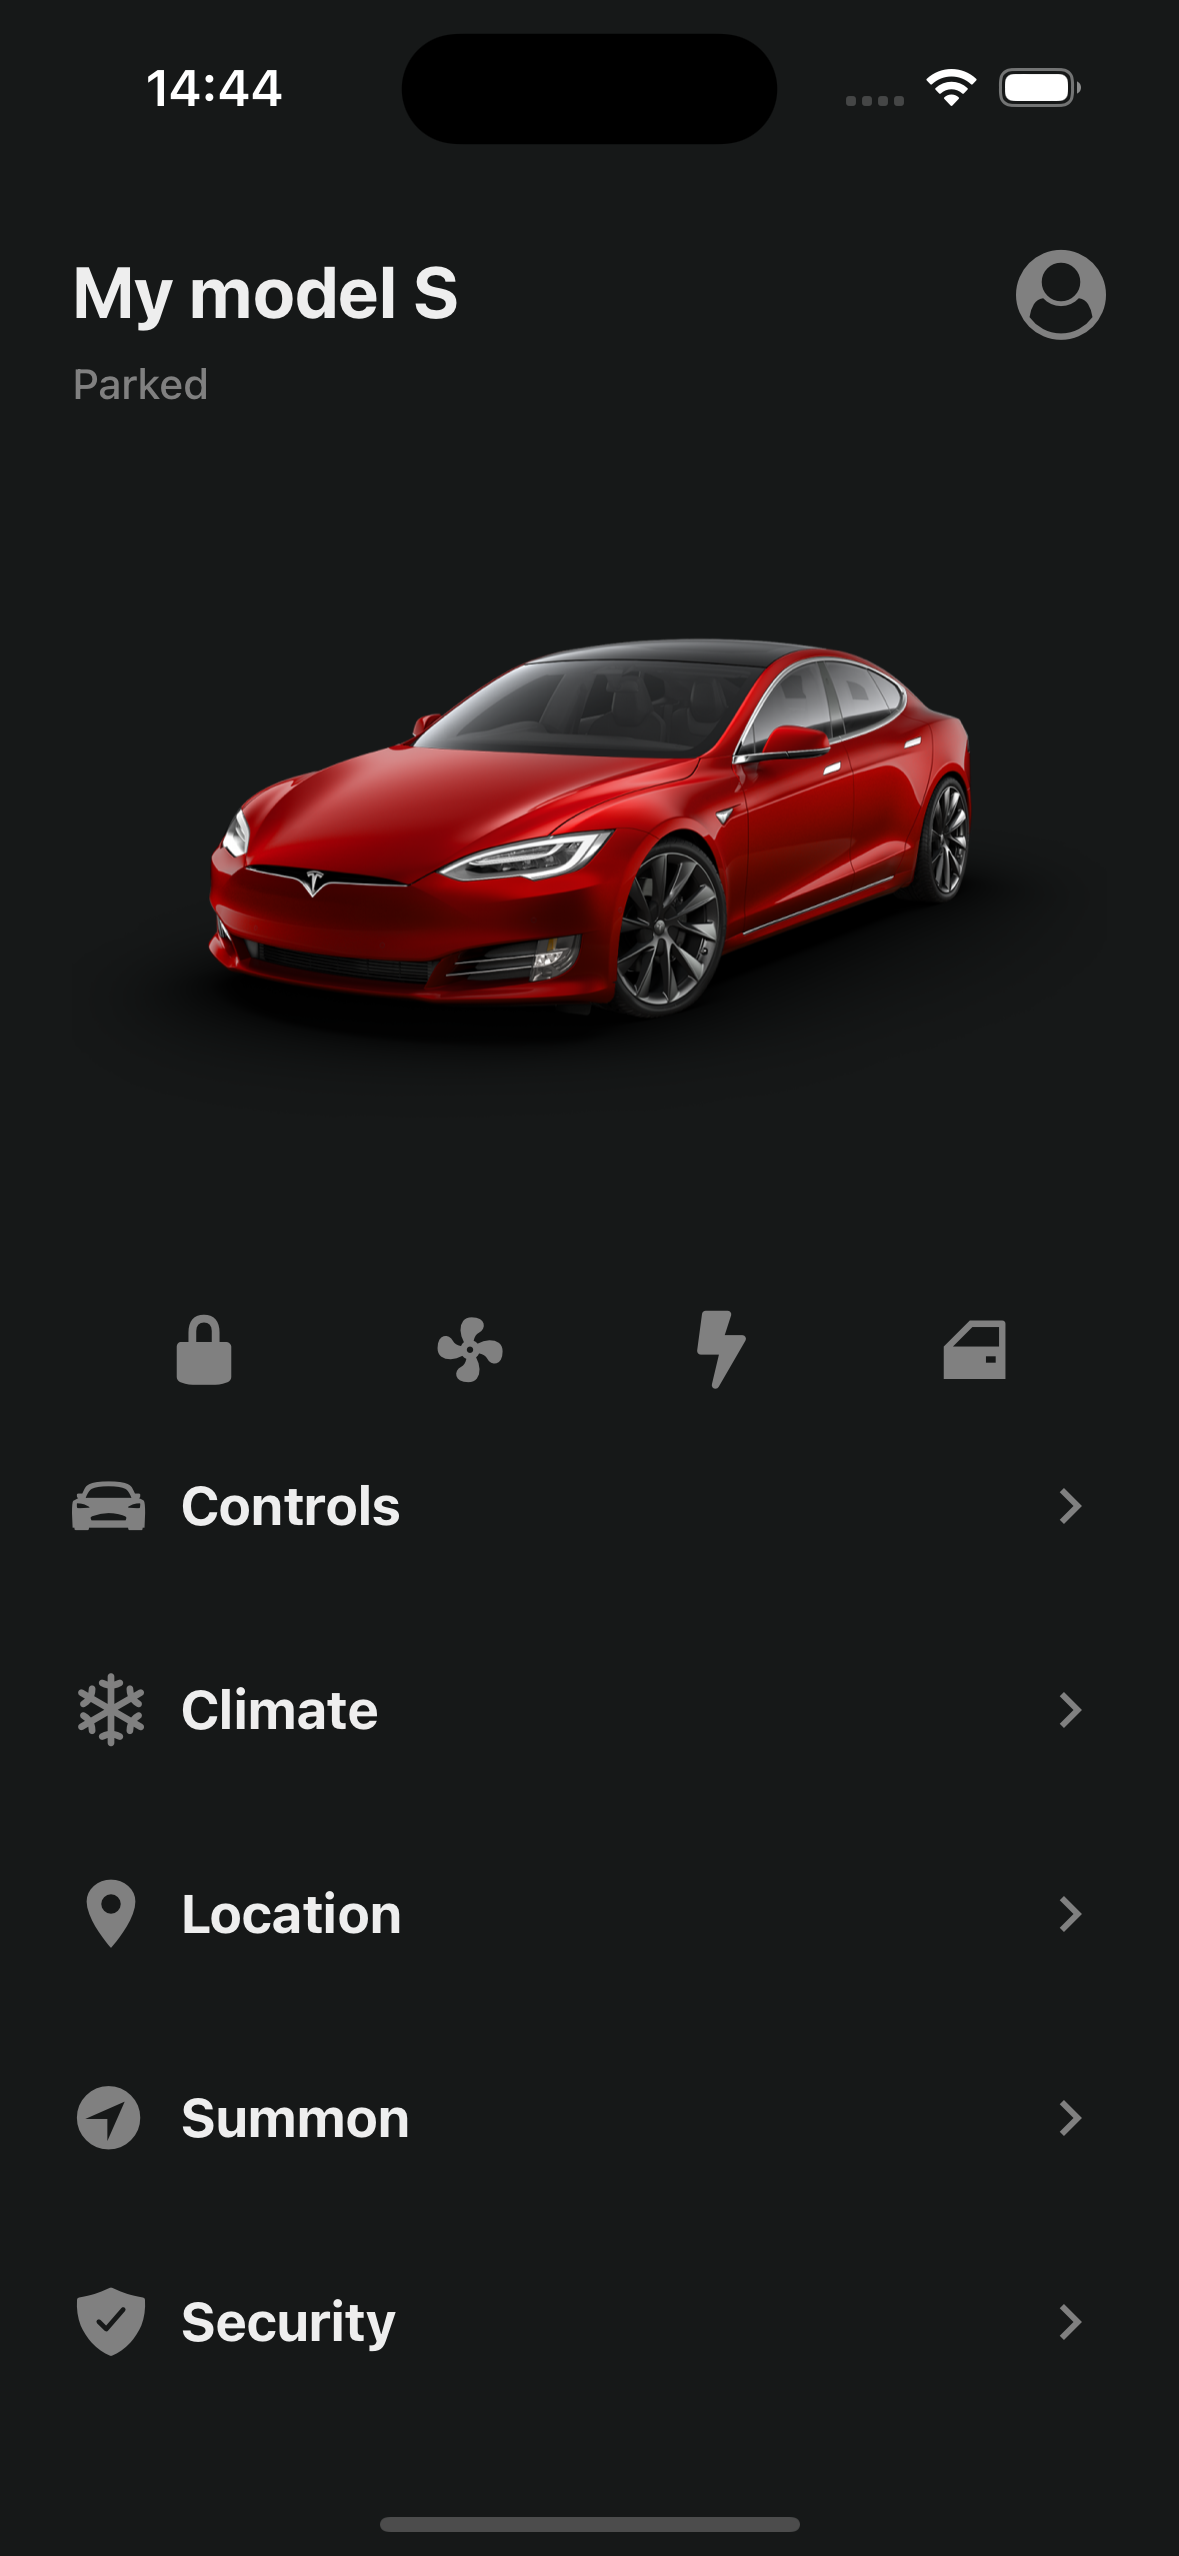 14:44
My model S
Parked
Controls
Climate
Location
Summon
Security